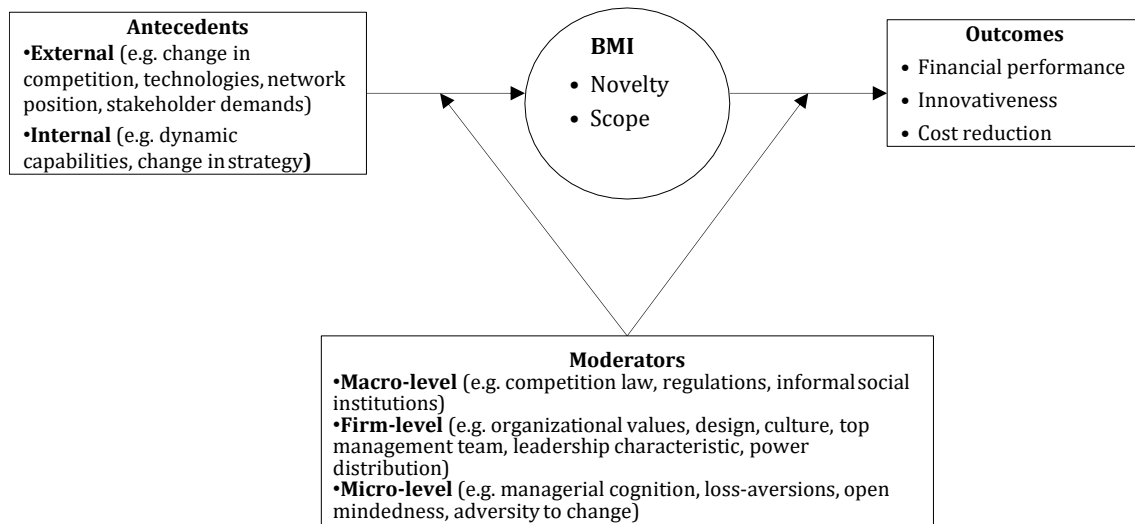 Antecedents
•External (e.g. change in
competition, technologies, network
position, stakeholder demands)
•Internal (e.g. dynamic
capabilities, change in strategy)
BMI
• Novelty
• Scope
Outcomes
• Financial performance
• Innovativeness
• Cost reduction
Moderators
•Macro-level (e.g. competition law, regulations, informal social
institutions)
•Firm-level (e.g. organizational values, design, culture, top
management team, leadership characteristic, power
distribution)
•Micro-level (e.g. managerial cognition, loss-aversions, open
mindedness, adversity to change)